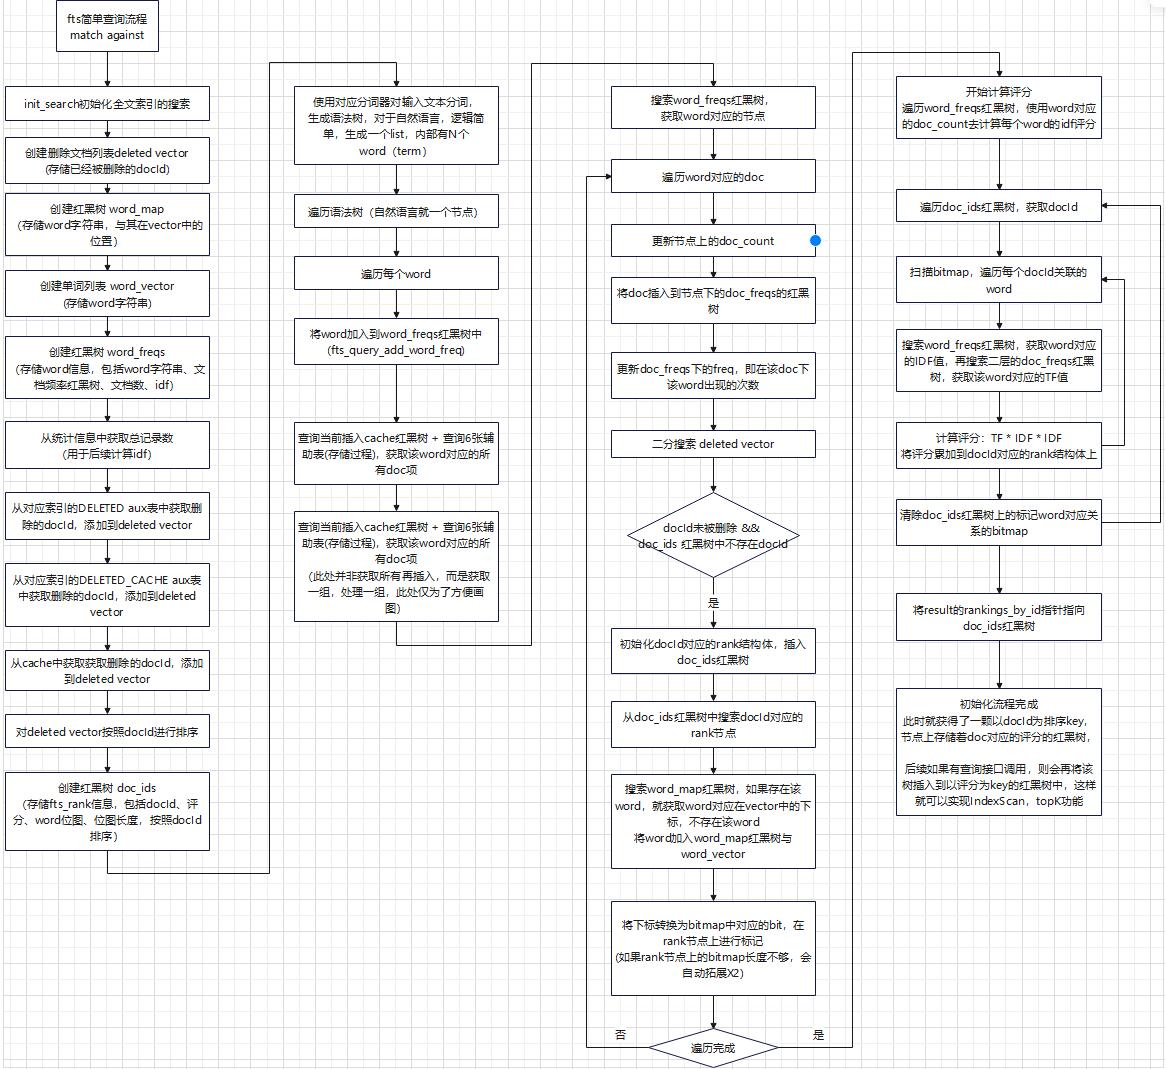 fts简单查询流程
match against
init_search初始化全文索引的搜索
创建删除文档列表deleted vector
(存储已经被删除的docId)
创建红黑树 word_map
(存储word字符串，与其在vector中的
位置)
创建单词列表 word_vector
(存储word字符串)
创建红黑树 word_freqs
(存储word信息，包括word字符串、文
档频率红黑树、文档数、idf)
从统计信息中获取总记录数
(用于后续计算idf)
从对应索引的DELETED aux表中获取删
除的docId，添加到deleted vector
从对应索引的DELETED_CACHE aux表
中获取删除的docId，添加到deleted
vector
从cache中获取获取删除的docId，添加
到deleted vector
对deleted vector按照docId进行排序
创建红黑树 doc_ids
(存储fts_rank信息，包括docId、评
分、word位图、位图长度，按照docId
排序)
使用对应分词器对输入文本分词，
生成语法树，对于自然语言，逻辑简
单，生成一个list，内部有N个
word（term）
遍历语法树（自然语言就一个节点）
遍历每个word
将word加入到word_freqs红黑树中
(fts_query_add_word_freq)
查询当前插入cache红黑树 + 查询6张辅
助表(存储过程)，获取该word对应的所
有doc项
查询当前插入cache红黑树 + 查询6张辅
助表(存储过程)，获取该word对应的所
有doc项
(此处并非获取所有再插入，而是获取
一组，处理一组，此处仅为了方便画
图)
搜索word_freqs红黑树，
获取word对应的节点
遍历word对应的doc
更新节点上的doc_count
将doc插入到节点下的doc_freqs的红黑
树
更新doc_freqs下的freq，即在该doc下
该word出现的次数
二分搜索 deleted vector
docId未被删除 &&
doc_ids 红黑树中不存在docId
是
初始化docId对应的rank结构体，插入
doc_ids红黑树
从doc_ids红黑树中搜索docId对应的
rank节点
搜索word_map红黑树，如果存在该
word，就获取word对应在vector中的下
标，不存在该word
将word加入word_map红黑树与
word_vector
将下标转换为bitmap中对应的bit，在
rank节点上进行标记
(如果rank节点上的bitmap长度不够，会
自动拓展X2)
否
遍历完成
是
开始计算评分
遍历word_freqs红黑树，使用word对应
的doc_count去计算每个word的idf评分
遍历doc_ids红黑树，获取docId
扫描bitmap，遍历每个docId关联的
word
搜索word_freqs红黑树，获取word对应
的IDF值，再搜索二层的doc_freqs红黑
树，获取该word对应的TF值
计算评分：TF * IDF * IDF
将评分累加到docId对应的rank结构体上
清除doc_ids红黑树上的标记word对应关
系的bitmap
将result的rankings_by_id指针指向
doc_ids红黑树
初始化流程完成
此时就获得了一颗以docId为排序key，
节点上存储着doc对应的评分的红黑树，
后续如果有查询接口调用，则会再将该
树插入到以评分为key的红黑树中，这样
就可以实现IndexScan，topK功能